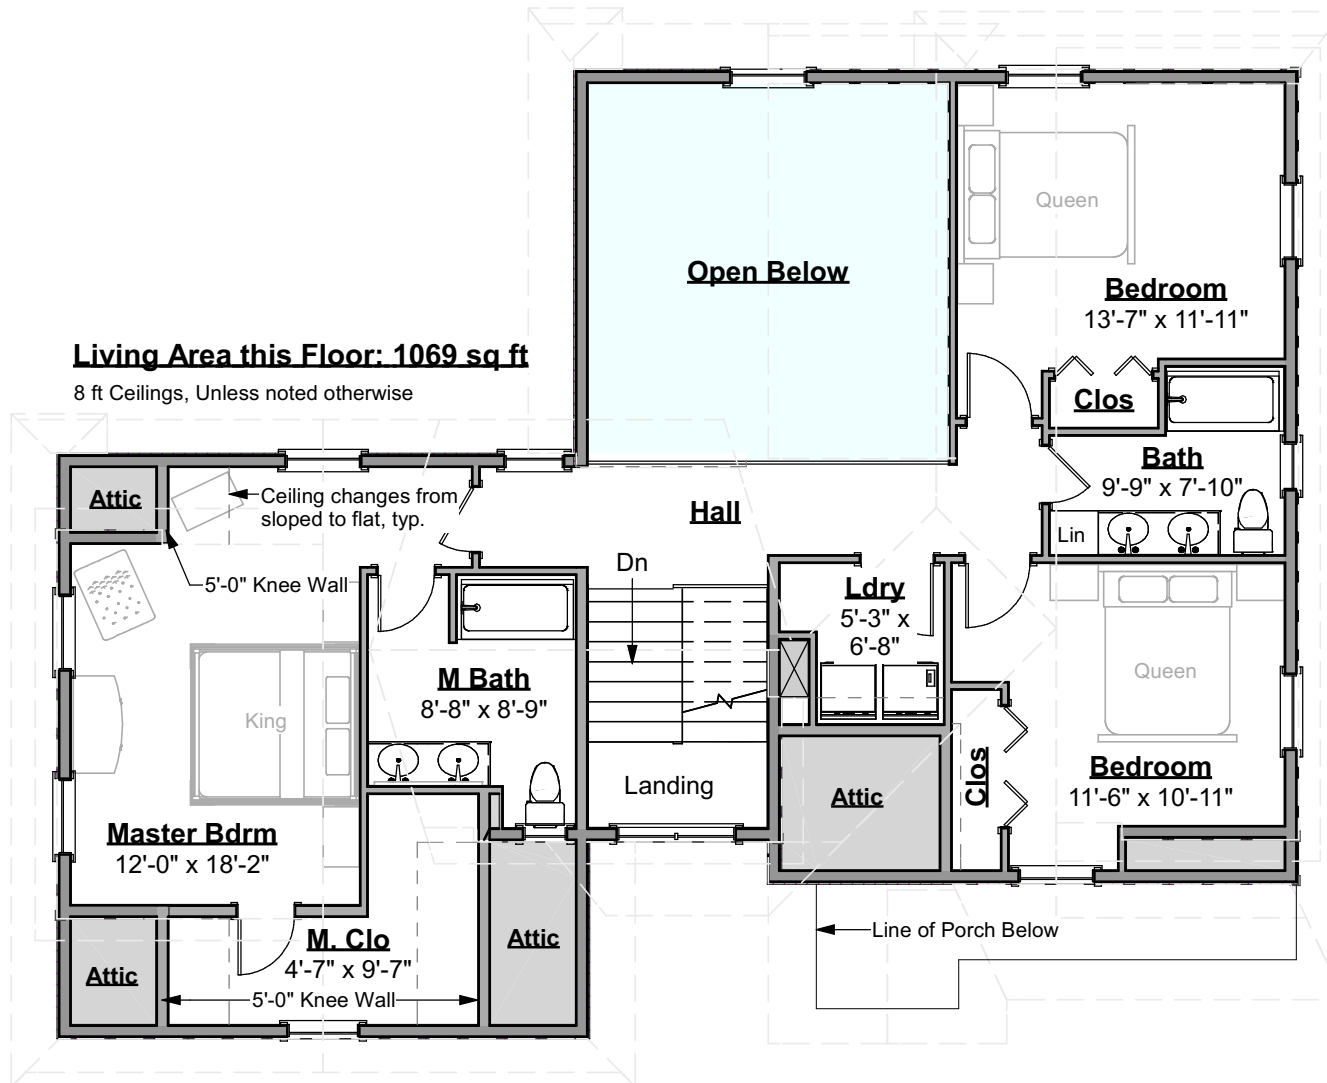 Queen
Open Below
Bedroom
13'-7" x 11'-11"
Living Area this Floor: 1069 sq ft
8 ft Ceilings, Unless noted otherwise
Clos
Bath
9'-9" x 7'-10"
Lin
Attic
Ceiling changes from
sloped to flat, typ.
5'-0" Knee Wall
Hall
Dn
Ldry
5'-3" x
6'-8"
M Bath
8'-8" x 8'-9"
King
Queen
Landing
Clos
Bedroom
11'-6" x 10'-11"
Attic
Master Bdrm
12'-0" x 18'-2"
M. Clo
4'-7" x 9'-7"
5'-0" Knee Wall
Attic
Attic
Line of Porch Below